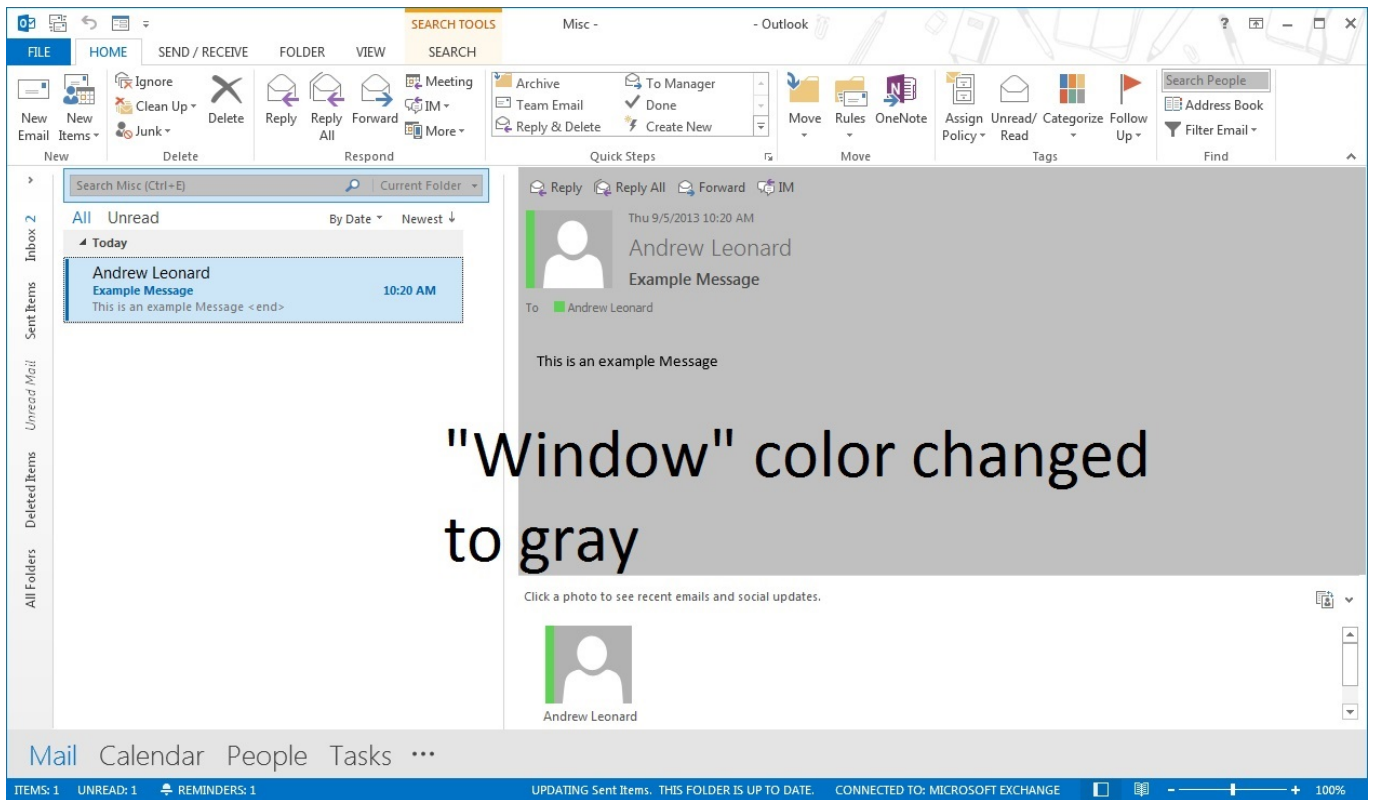 SEARCH TOOLS
Misc -
- Outlook
?
FILE HOME SEND / RECEIVE FOLDER VIEW SEARCH
New Email
New Items
Ignore
Clean Up
Junk
Delete
Reply
Reply All
Forward
Meeting
IM
More
Archive
Team Email
Reply & Delete
To Manager
Done
Create New
Move
Rules
OneNote
Assign Policy
Unread/ Read
Categorize
Follow Up
Search People
Address Book
Filter Email
New Delete Respond Quick Steps Move Tags Find
Inbox 2
Sent Items
Unread Mail
Deleted Items
All Folders
Search Misc (Ctrl+E)
Current Folder
All Unread By Date Newest
Today
Andrew Leonard
Example Message 10:20 AM
This is an example Message <end>
Reply Reply All Forward IM
Thu 9/5/2013 10:20 AM
Andrew Leonard
Example Message
To Andrew Leonard
This is an example Message
"Window" color changed
to gray
Click a photo to see recent emails and social updates.
Andrew Leonard
Mail Calendar People Tasks •••
ITEMS: 1 UNREAD: 1 REMINDERS: 1 UPDATING Sent Items. THIS FOLDER IS UP TO DATE. CONNECTED TO: MICROSOFT EXCHANGE 100%